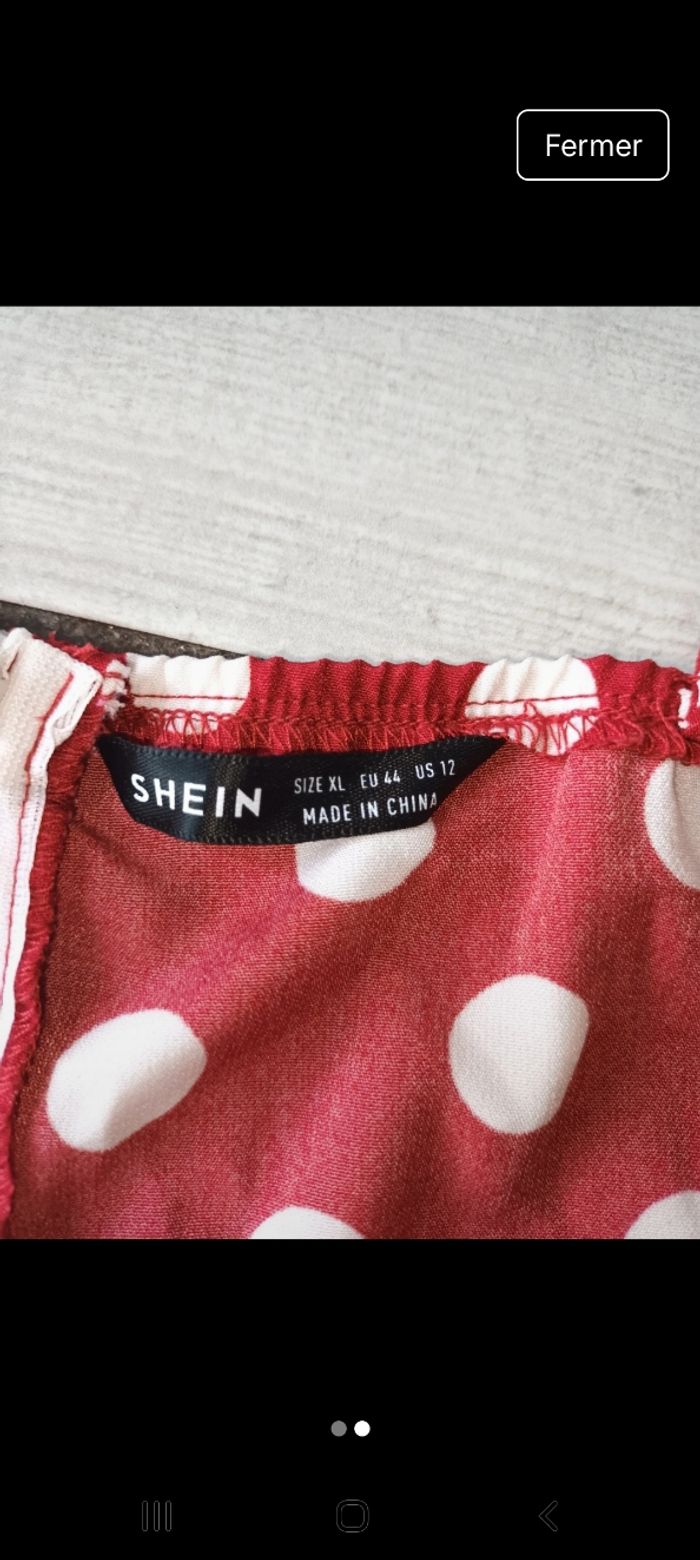 Fermer
SHEIN
SIZE XL EU 44 US 12
MADE IN CHINA